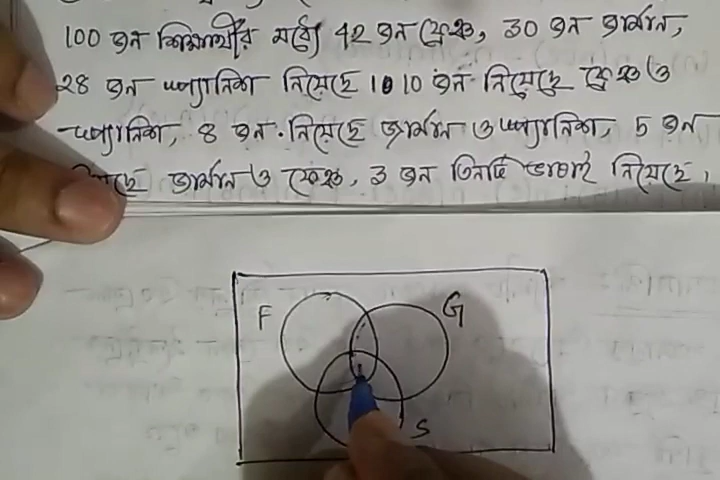 100 জন শিক্ষার্থীর মধ্যে 42 জন ফ্রেঞ্চ, 30 জন জার্মান,
28 জন স্প্যানিশ নিয়েছে। 10 জন নিয়েছে ফ্রেঞ্চ ও
স্প্যানিশ, 8 জন নিয়েছে জার্মান ও স্প্যানিশ, 5 জন
জার্মান ও ফ্রেঞ্চ, 3 জন তিনটি ভাষাই নিয়েছে।
F
G
S